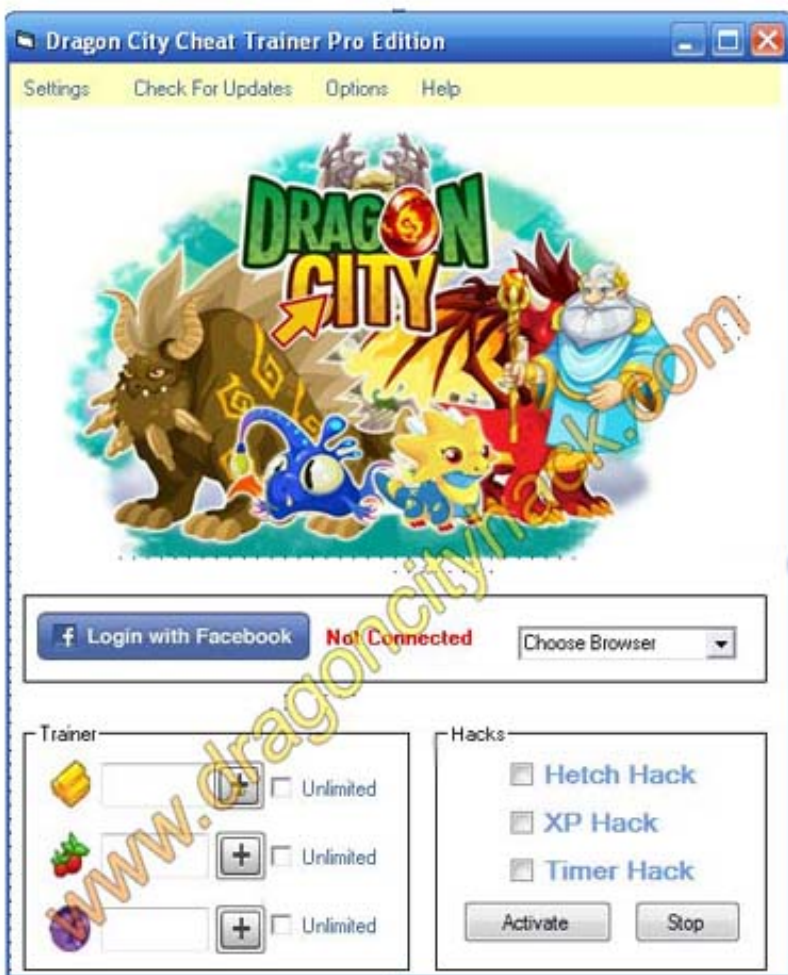 Dragon City Cheat Trainer Pro Edition
Settings Check For Updates Options Help
DRAGON
CITY
f Login with Facebook Not Connected Choose Browser
Trainer
Unlimited
Unlimited
Unlimited
Hacks
Hetch Hack
XP Hack
Timer Hack
Activate Stop
www.dragoncityhack.com